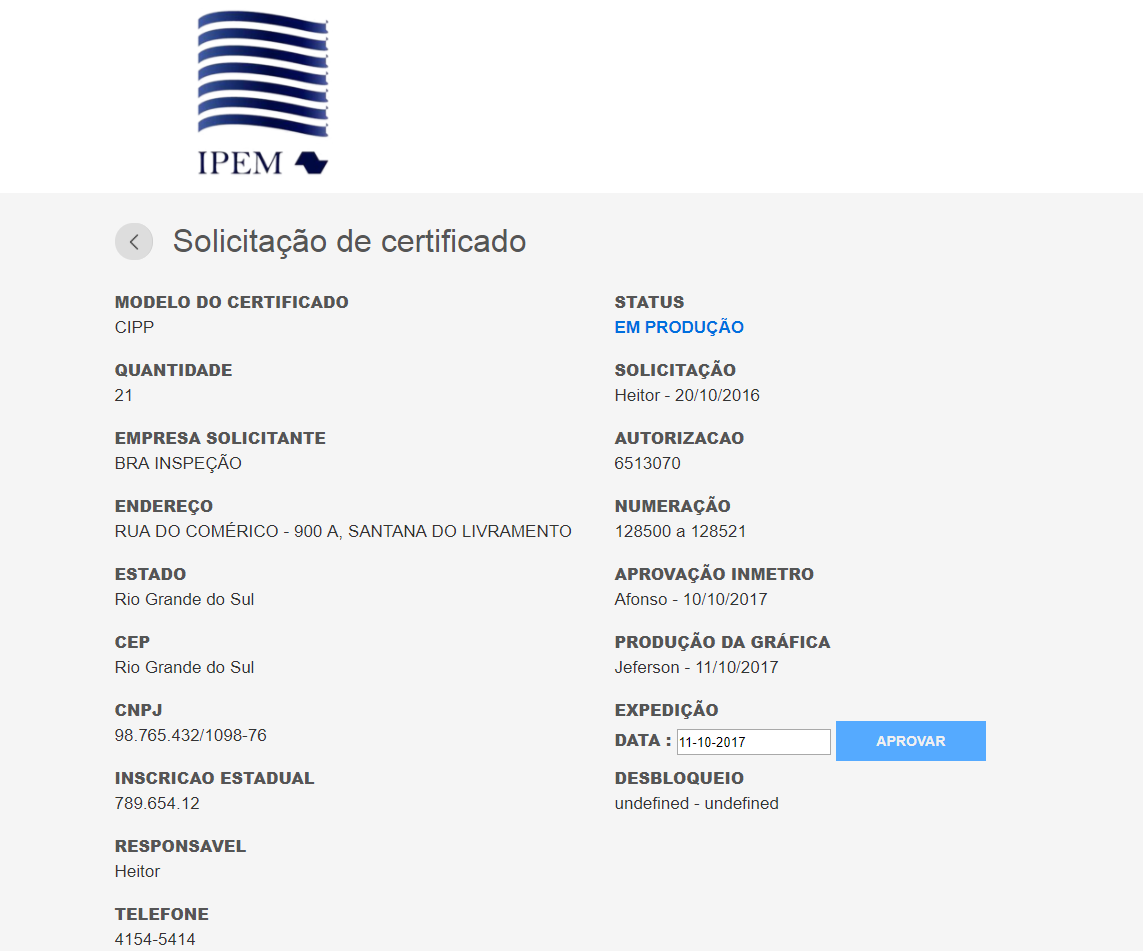 IPEM
Solicitação de certificado
MODELO DO CERTIFICADO
CIPP
QUANTIDADE
21
EMPRESA SOLICITANTE
BRA INSPEÇÃO
ENDEREÇO
RUA DO COMÉRICO - 900 A, SANTANA DO LIVRAMENTO
ESTADO
Rio Grande do Sul
CEP
Rio Grande do Sul
CNPJ
98.765.432/1098-76
INSCRICAO ESTADUAL
789.654.12
RESPONSAVEL
Heitor
TELEFONE
4154-5414
STATUS
EM PRODUÇÃO
SOLICITAÇÃO
Heitor - 20/10/2016
AUTORIZACAO
6513070
NUMERAÇÃO
128500 a 128521
APROVAÇÃO INMETRO
Afonso - 10/10/2017
PRODUÇÃO DA GRÁFICA
Jeferson - 11/10/2017
EXPEDIÇÃO
DATA : 11-10-2017 APROVAR
DESBLOQUEIO
undefined - undefined